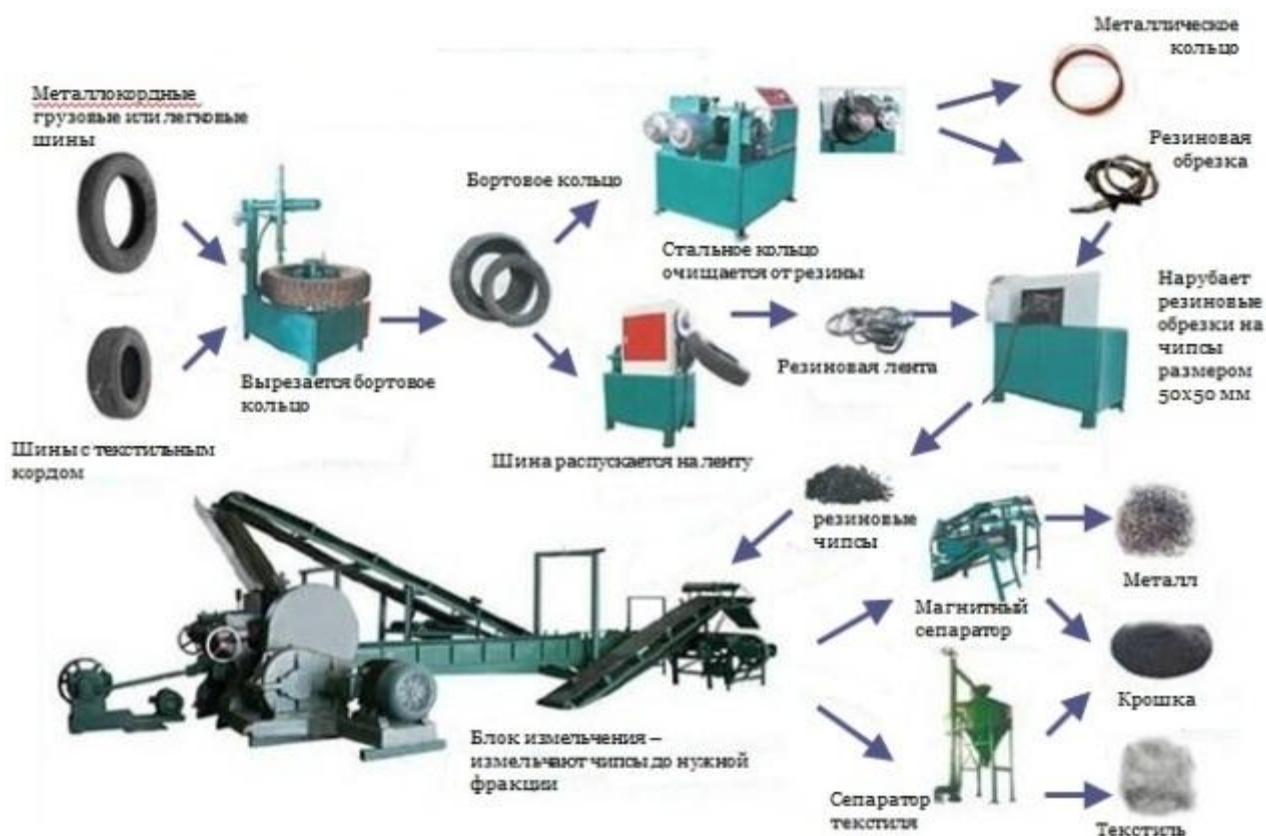 Металлическое
кольцо
Металлокордные
грузовые или легковые
шины
Резиновая
обрезка
Бортовое кольцо
Стальное кольцо
очищается от резины
Нарубает
резиновые
обрезки на
чипсы
размером
50х50 мм
Резиновая лента
Вырезается бортовое
кольцо
Шины с текстильным
кордом
Шина распускается на ленту
резиновые
чипсы
Металл
Магнитный
сепаратор
Крошка
Блок измельчения –
измельчают чипсы до нужной
фракции
Сепаратор
текстиля
Текстиль